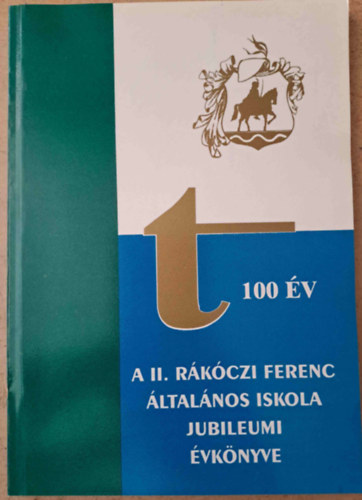 t
100 ÉV
A II. RÁKÓCZI FERENC
ÁLTALÁNOS ISKOLA
JUBILEUMI
ÉVKÖNYVE